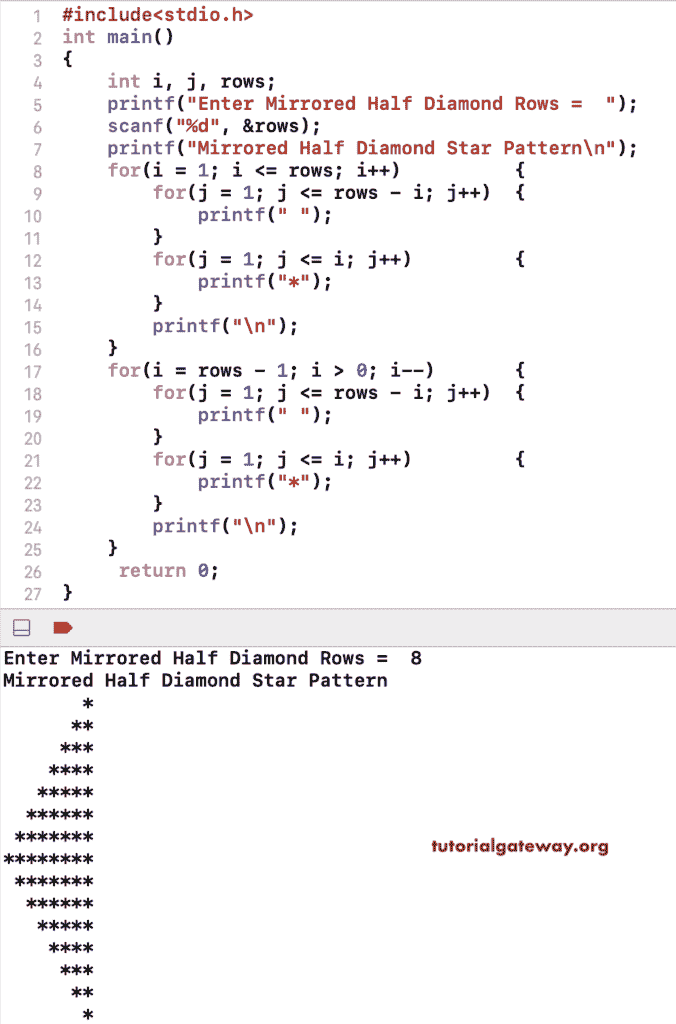 1 #include<stdio.h>
2 int main()
3 {
4     int i, j, rows;
5     printf("Enter Mirrored Half Diamond Rows =  ");
6     scanf("%d", &rows);
7     printf("Mirrored Half Diamond Star Pattern\n");
8     for(i = 1; i <= rows; i++)          {
9         for(j = 1; j <= rows - i; j++)  {
10             printf(" ");
11         }
12         for(j = 1; j <= i; j++)         {
13             printf("*");
14         }
15         printf("\n");
16     }
17     for(i = rows - 1; i > 0; i--)       {
18         for(j = 1; j <= rows - i; j++)  {
19             printf(" ");
20         }
21         for(j = 1; j <= i; j++)         {
22             printf("*");
23         }
24         printf("\n");
25     }
26      return 0;
27 }
Enter Mirrored Half Diamond Rows =  8
Mirrored Half Diamond Star Pattern
       *
      **
     ***
    ****
   *****
  ******
 *******
tutorialgateway.org
********
 *******
  ******
   *****
    ****
     ***
      **
       *